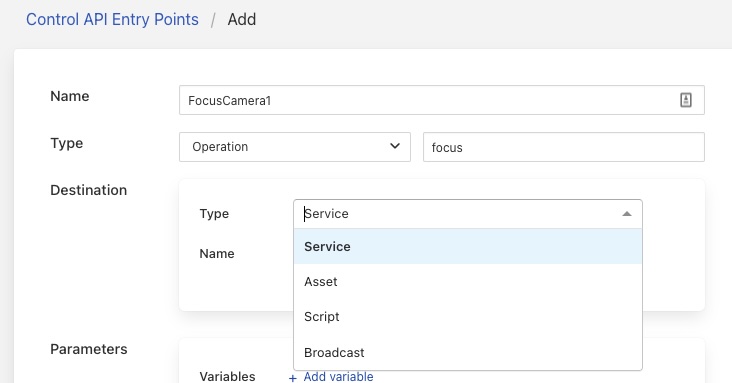 Control API Entry Points / Add
Name FocusCamera1
Type Operation focus
Destination
Type Service
Service
Name
Asset
Script
Broadcast
Parameters
Variables + Add variable